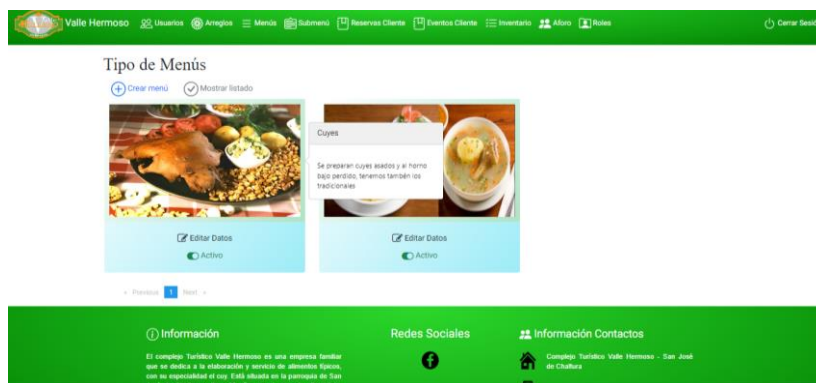 Valle Hermoso Usuarios Arreglos Menús Submenú Reservas Cliente Eventos Cliente Inventario Aforo Roles Cerrar Sesió
Tipo de Menús
Crear menú Mostrar listado
Cuyes
Se preparan cuyes asados y al horno
bajo perdido, tenemos también los
tradicionales
Editar Datos Editar Datos
Activo Activo
« Previous 1 Next »
Información Redes Sociales Información Contactos
El complejo Turístico Valle Hermoso es una empresa familiar
que se dedica a la elaboración y servicio de alimentos típicos,
con su especialidad el cuy. Está situada en la parroquia de San
Complejo Turístico Valle Hermoso - San José
de Chaltura